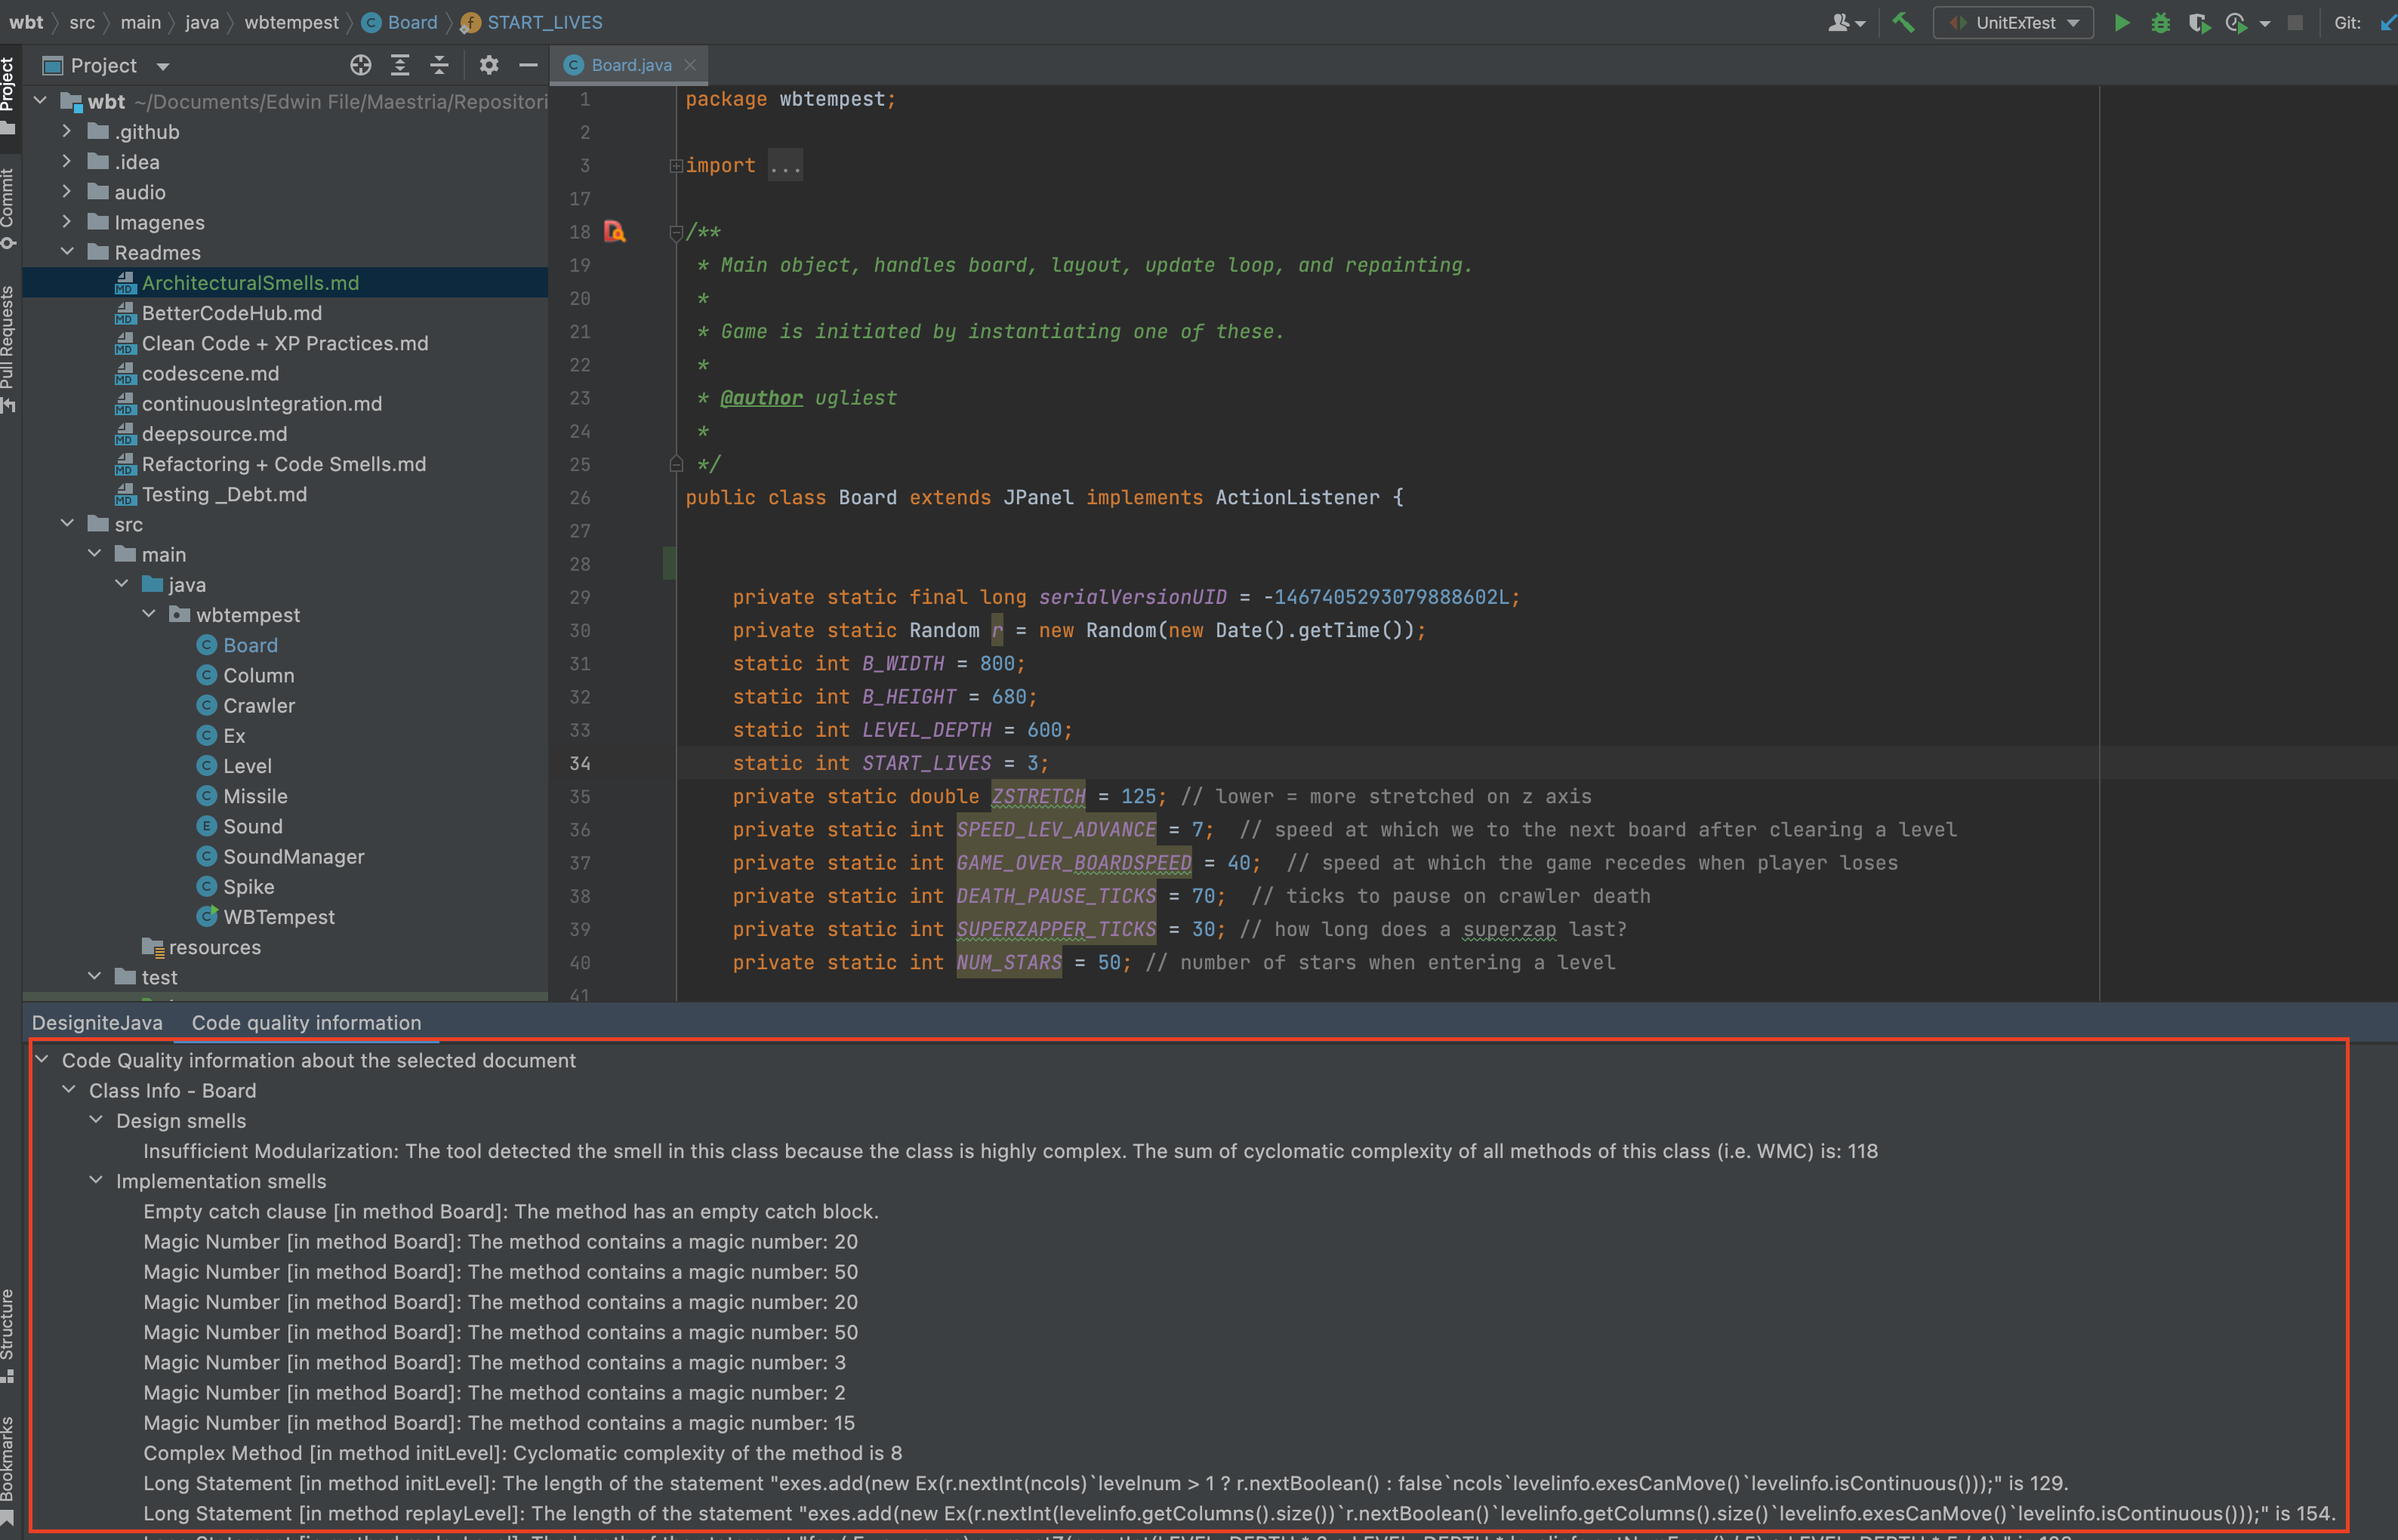 wbt src main java wbtempest Board START_LIVES
UnitExTest Git:
Project
Board.java
Project
Commit
Pull Requests
Structure
Bookmarks
wbt ~/Documents/Edwin File/Maestria/Repositori
.github
.idea
audio
Imagenes
Readmes
ArchitecturalSmells.md
BetterCodeHub.md
Clean Code + XP Practices.md
codescene.md
continuousIntegration.md
deepsource.md
Refactoring + Code Smells.md
Testing _Debt.md
src
main
java
wbtempest
Board
Column
Crawler
Ex
Level
Missile
Sound
SoundManager
Spike
WBTempest
resources
test
1 package wbtempest;
2
3 import ...
17
18 /**
19 * Main object, handles board, layout, update loop, and repainting.
20 *
21 * Game is initiated by instantiating one of these.
22 *
23 * @author ugliest
24 *
25 */
26 public class Board extends JPanel implements ActionListener {
27
28
29 private static final long serialVersionUID = -1467405293079888602L;
30 private static Random r = new Random(new Date().getTime());
31 static int B_WIDTH = 800;
32 static int B_HEIGHT = 680;
33 static int LEVEL_DEPTH = 600;
34 static int START_LIVES = 3;
35 private static double ZSTRETCH = 125; // lower = more stretched on z axis
36 private static int SPEED_LEV_ADVANCE = 7; // speed at which we to the next board after clearing a level
37 private static int GAME_OVER_BOARDSPEED = 40; // speed at which the game recedes when player loses
38 private static int DEATH_PAUSE_TICKS = 70; // ticks to pause on crawler death
39 private static int SUPERZAPPER_TICKS = 30; // how long does a superzap last?
40 private static int NUM_STARS = 50; // number of stars when entering a level
41
DesigniteJava Code quality information
Code Quality information about the selected document
Class Info - Board
Design smells
Insufficient Modularization: The tool detected the smell in this class because the class is highly complex. The sum of cyclomatic complexity of all methods of this class (i.e. WMC) is: 118
Implementation smells
Empty catch clause [in method Board]: The method has an empty catch block.
Magic Number [in method Board]: The method contains a magic number: 20
Magic Number [in method Board]: The method contains a magic number: 50
Magic Number [in method Board]: The method contains a magic number: 20
Magic Number [in method Board]: The method contains a magic number: 50
Magic Number [in method Board]: The method contains a magic number: 3
Magic Number [in method Board]: The method contains a magic number: 2
Magic Number [in method Board]: The method contains a magic number: 15
Complex Method [in method initLevel]: Cyclomatic complexity of the method is 8
Long Statement [in method initLevel]: The length of the statement "exes.add(new Ex(r.nextInt(ncols)`levelnum > 1 ? r.nextBoolean() : false`ncols`levelinfo.exesCanMove()`levelinfo.isContinuous()));" is 129.
Long Statement [in method replayLevel]: The length of the statement "exes.add(new Ex(r.nextInt(levelinfo.getColumns().size())`r.nextBoolean()`levelinfo.getColumns().size()`levelinfo.exesCanMove()`levelinfo.isContinuous()));" is 154.